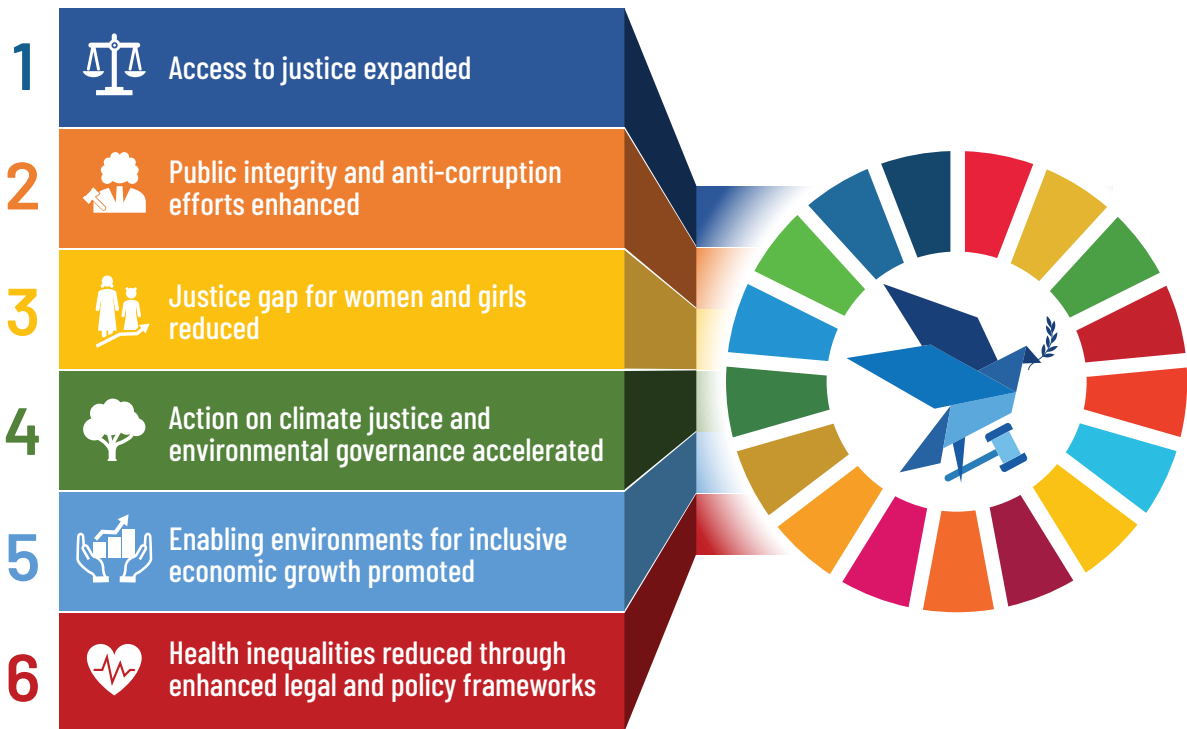 1
Access to justice expanded
2
Public integrity and anti-corruption
efforts enhanced
3
Justice gap for women and girls
reduced
4
Action on climate justice and
environmental governance accelerated
5
Enabling environments for inclusive
economic growth promoted
6
Health inequalities reduced through
enhanced legal and policy frameworks